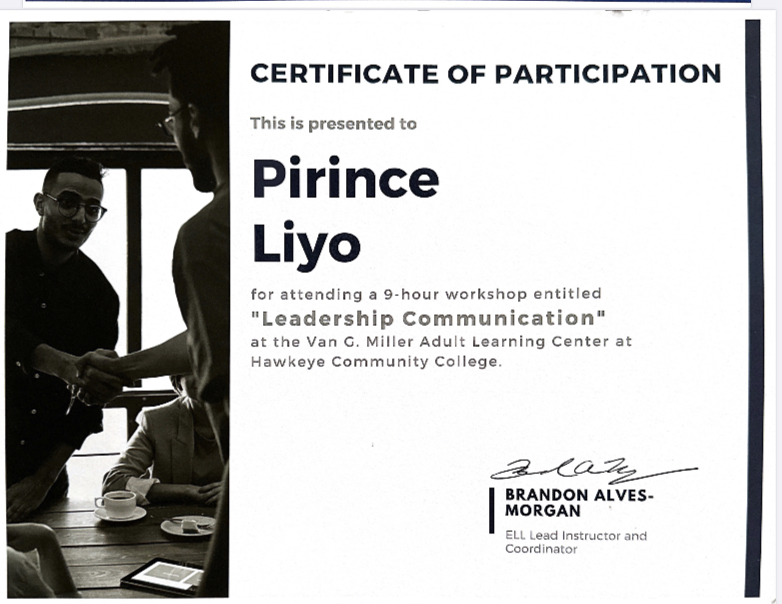 CERTIFICATE OF PARTICIPATION
This is presented to
Pirince
Liyo
for attending a 9-hour workshop entitled
"Leadership Communication"
at the Van G. Miller Adult Learning Center at
Hawkeye Community College.
BRANDON ALVES-
MORGAN
ELL Lead Instructor and
Coordinator